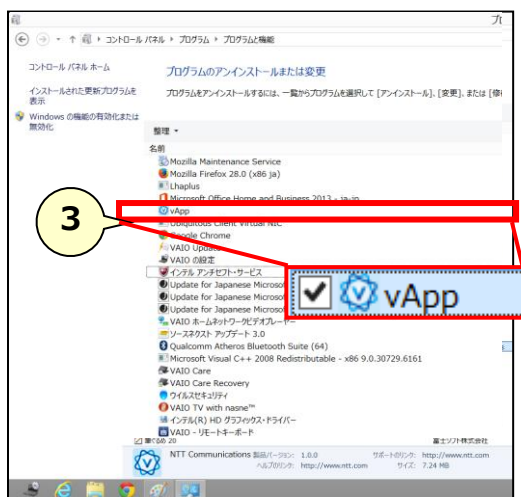 プ
コントロール パネル ▸ プログラム ▸ プログラムと機能
コントロール パネル ホーム
インストールされた更新プログラムを
表示
Windows の機能の有効化または
無効化
プログラムのアンインストールまたは変更
プログラムをアンインストールするには、一覧からプログラムを選択して [アンインストール]、[変更]、または [修
整理
名前
Mozilla Maintenance Service
Mozilla Firefox 28.0 (x86 ja)
Lhaplus
Microsoft Office Home and Business 2013 - ja-jp
vApp
Ubiquitous Client Virtual NIC
Google Chrome
VAIO Update
VAIO の設定
インテル アンチセフト・サービス
Update for Japanese Microsof
Update for Japanese Microso
Update for Japanese Microso
VAIO ホームネットワークビデオプレーヤー
ソースネクスト アップデート 3.0
Qualcomm Atheros Bluetooth Suite (64)
Microsoft Visual C++ 2008 Redistributable - x86 9.0.30729.6161
VAIO Care
VAIO Care Recovery
ウイルスセキュリティ
VAIO TV with nasne™
インテル(R) HD グラフィックス・ドライバー
VAIO - リモートキーボード
筆ぐるめ 20
富士ソフト株式会社
3
vApp
NTT Communications 製品バージョン: 1.0.0 サポートのリンク: http://www.ntt.com
ヘルプのリンク: http://www.ntt.com サイズ: 7.24 MB